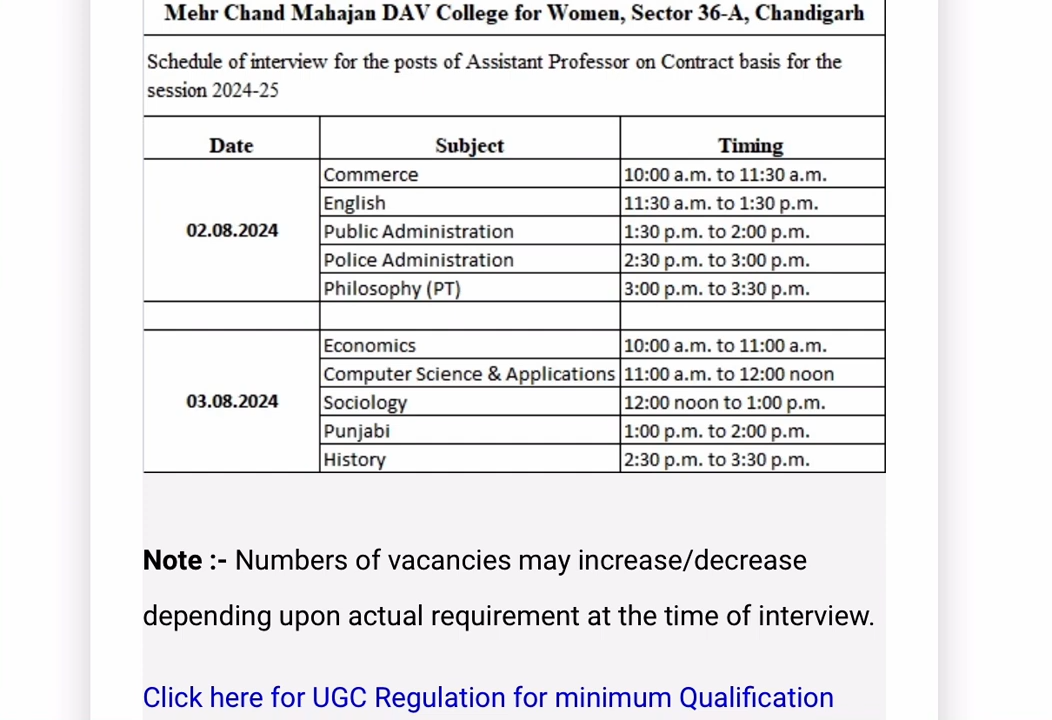 Mehr Chand Mahajan DAV College for Women, Sector 36-A, Chandigarh
Schedule of interview for the posts of Assistant Professor on Contract basis for the
session 2024-25
Date Subject Timing
02.08.2024
Commerce 10:00 a.m. to 11:30 a.m.
English 11:30 a.m. to 1:30 p.m.
Public Administration 1:30 p.m. to 2:00 p.m.
Police Administration 2:30 p.m. to 3:00 p.m.
Philosophy (PT) 3:00 p.m. to 3:30 p.m.
03.08.2024
Economics 10:00 a.m. to 11:00 a.m.
Computer Science & Applications 11:00 a.m. to 12:00 noon
Sociology 12:00 noon to 1:00 p.m.
Punjabi 1:00 p.m. to 2:00 p.m.
History 2:30 p.m. to 3:30 p.m.
Note :- Numbers of vacancies may increase/decrease
depending upon actual requirement at the time of interview.
Click here for UGC Regulation for minimum Qualification